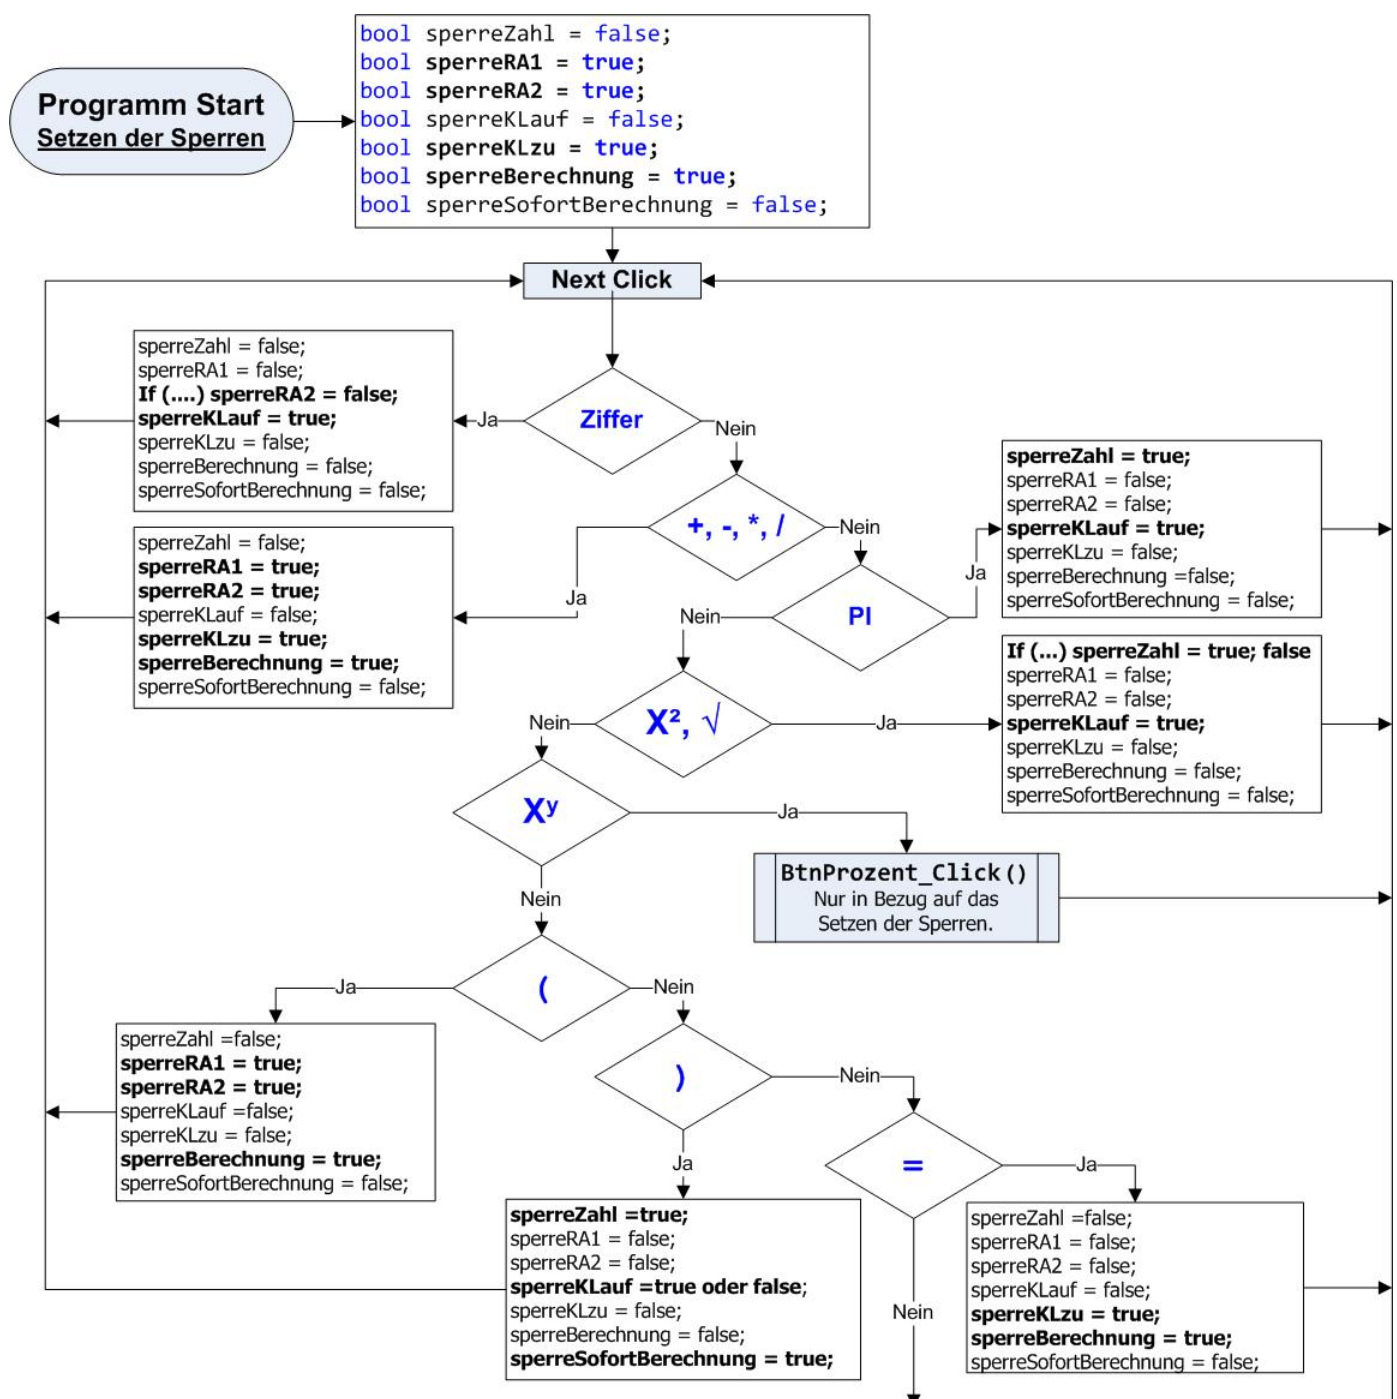 Programm Start
Setzen der Sperren
bool sperreZahl = false;
bool sperreRA1 = true;
bool sperreRA2 = true;
bool sperreKLauf = false;
bool sperreKLzu = true;
bool sperreBerechnung = true;
bool sperreSofortBerechnung = false;
Next Click
sperreZahl = false;
sperreRA1 = false;
If (....) sperreRA2 = false;
sperreKLauf = true;
sperreKLzu = false;
sperreBerechnung = false;
sperreSofortBerechnung = false;
Ja
Ziffer
Nein
sperreZahl = false;
sperreRA1 = true;
sperreRA2 = true;
sperreKLauf = false;
sperreKLzu = true;
sperreBerechnung = true;
sperreSofortBerechnung = false;
Ja
+, -, *, /
Nein
PI
Ja
sperreZahl = true;
sperreRA1 = false;
sperreRA2 = false;
sperreKLauf = true;
sperreKLzu = false;
sperreBerechnung =false;
sperreSofortBerechnung = false;
Nein
X², √
Ja
If (...) sperreZahl = true; false
sperreRA1 = false;
sperreRA2 = false;
sperreKLauf = true;
sperreKLzu = false;
sperreBerechnung = false;
sperreSofortBerechnung = false;
Nein
Xʸ
Ja
BtnProzent_Click()
Nur in Bezug auf das
Setzen der Sperren.
Nein
(
Ja
sperreZahl =false;
sperreRA1 = true;
sperreRA2 = true;
sperreKLauf =false;
sperreKLzu = false;
sperreBerechnung = true;
sperreSofortBerechnung = false;
Nein
)
Ja
sperreZahl =true;
sperreRA1 = false;
sperreRA2 = false;
sperreKLauf =true oder false;
sperreKLzu = false;
sperreBerechnung = false;
sperreSofortBerechnung = true;
Nein
=
Ja
sperreZahl =false;
sperreRA1 = false;
sperreRA2 = false;
sperreKLauf = false;
sperreKLzu = true;
sperreBerechnung = true;
sperreSofortBerechnung = false;
Nein